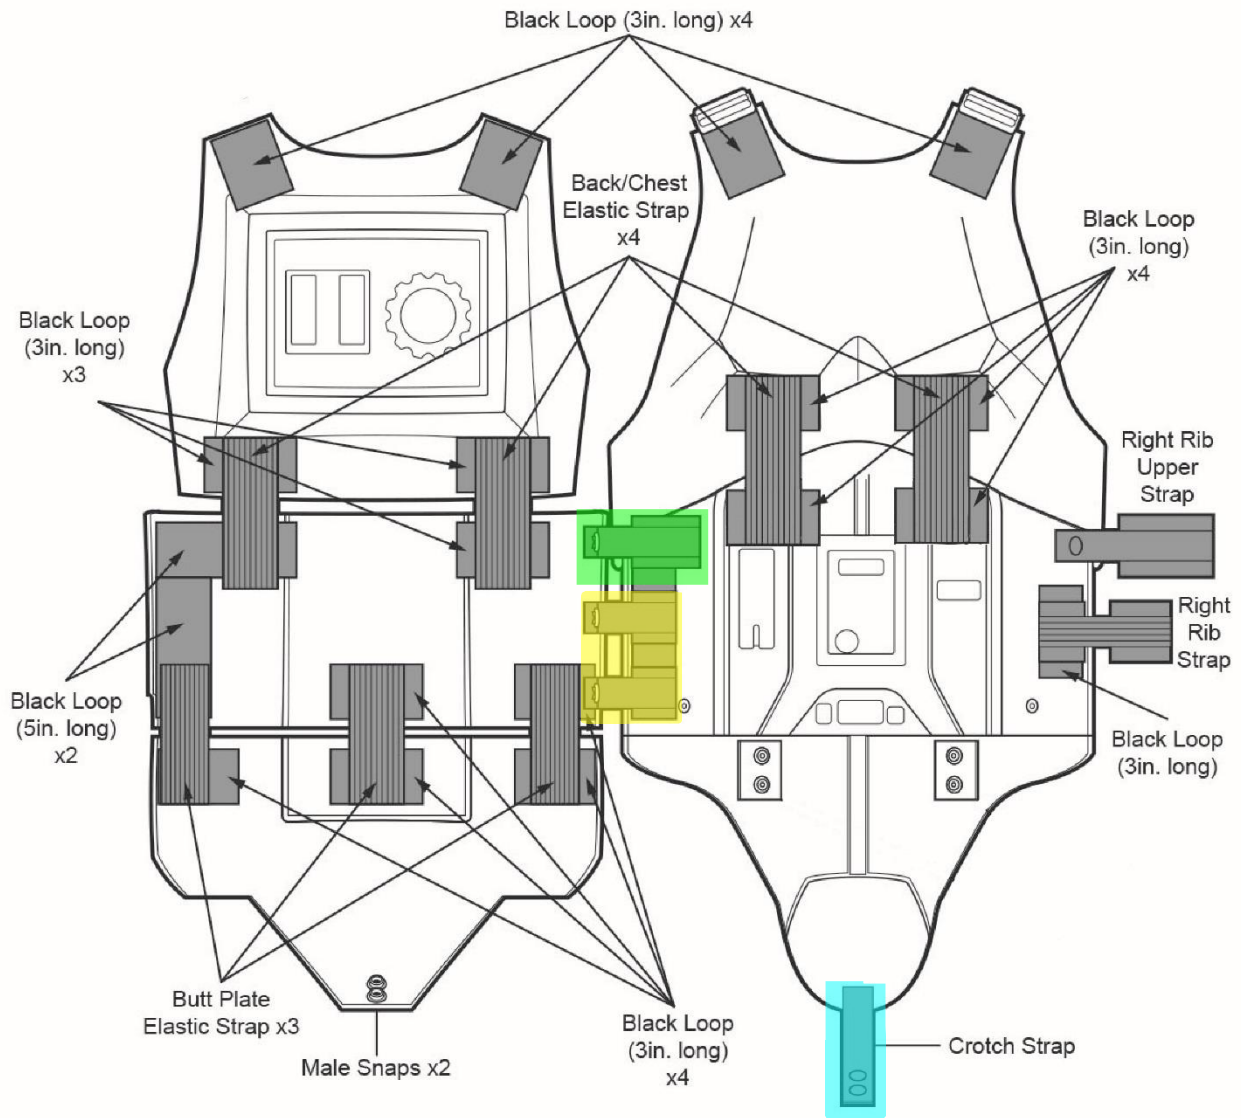 Black Loop (3in. long) x4
Back/Chest
Elastic Strap
x4
Black Loop
(3in. long)
x4
Black Loop
(3in. long)
x3
Right Rib
Upper
Strap
Right
Rib
Strap
Black Loop
(5in. long)
x2
Black Loop
(3in. long)
Butt Plate
Elastic Strap x3
Black Loop
(3in. long)
x4
Male Snaps x2
Crotch Strap